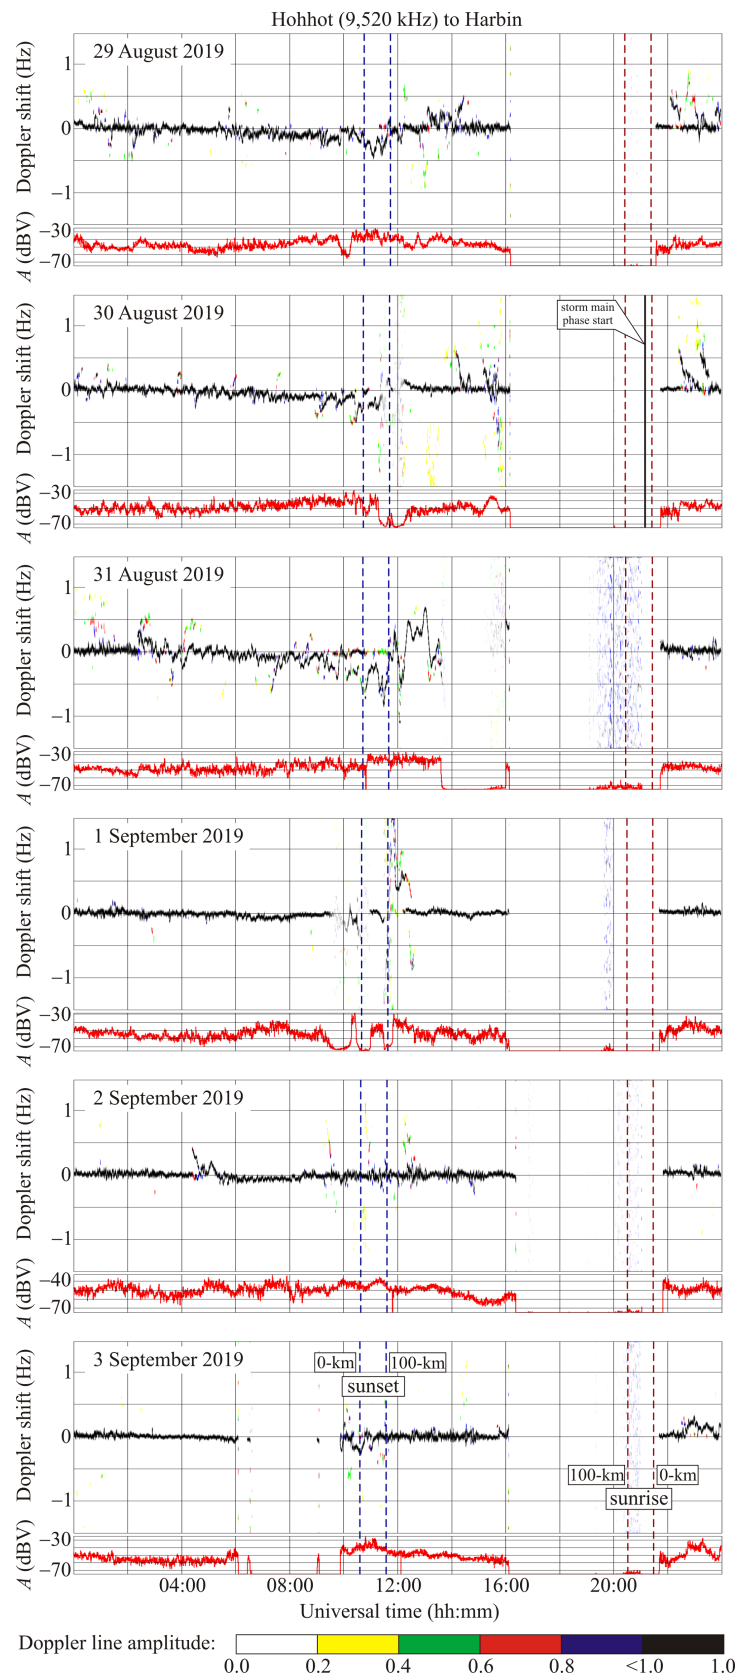 Hohhot (9,520 kHz) to Harbin
29 August 2019
Doppler shift (Hz)
1
0
−1
A (dBV)
−30
−70
30 August 2019
storm main
phase start
Doppler shift (Hz)
1
0
−1
A (dBV)
−30
−70
31 August 2019
Doppler shift (Hz)
1
0
−1
A (dBV)
−30
−70
1 September 2019
Doppler shift (Hz)
1
0
−1
A (dBV)
−30
−70
2 September 2019
Doppler shift (Hz)
1
0
−1
A (dBV)
−40
−70
3 September 2019
0-km
100-km
sunset
Doppler shift (Hz)
1
0
−1
100-km
0-km
sunrise
A (dBV)
−30
−70
04:00 08:00 12:00 16:00 20:00
Universal time (hh:mm)
Doppler line amplitude:
0.0 0.2 0.4 0.6 0.8 <1.0 1.0